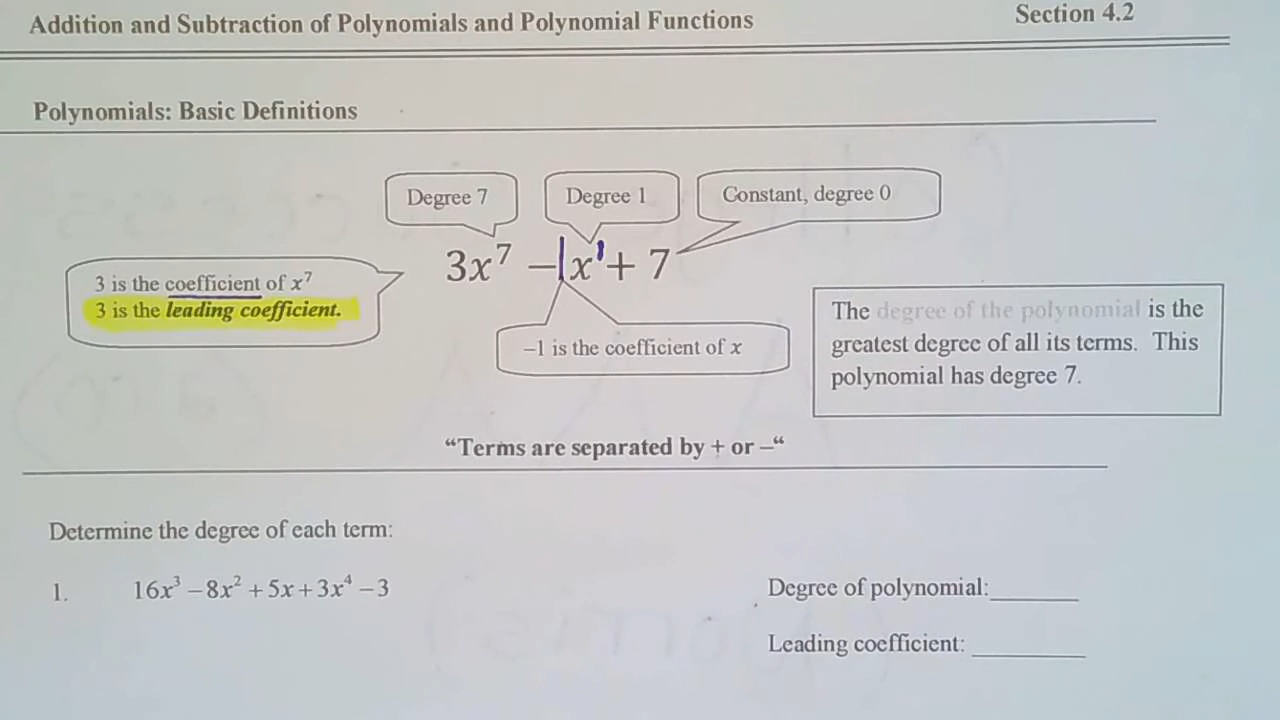 Addition and Subtraction of Polynomials and Polynomial Functions
Section 4.2
Polynomials: Basic Definitions
Degree 7
Degree 1
Constant, degree 0
3x⁷ –1x¹ + 7
3 is the coefficient of x⁷
3 is the leading coefficient.
–1 is the coefficient of x
The degree of the polynomial is the
greatest degree of all its terms. This
polynomial has degree 7.
“Terms are separated by + or –“
Determine the degree of each term:
1. 16x³ – 8x² + 5x + 3x⁴ – 3
Degree of polynomial:_______
Leading coefficient: _________